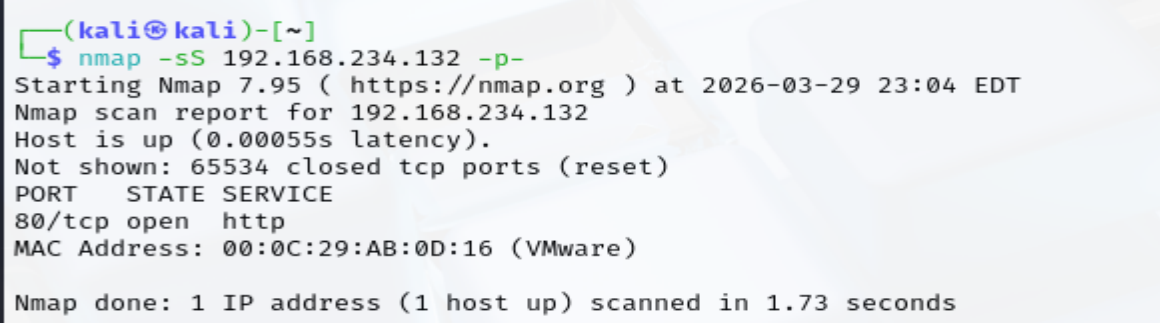 ┌──(kali㉿kali)-[~]
└─$ nmap -sS 192.168.234.132 -p-
Starting Nmap 7.95 ( https://nmap.org ) at 2026-03-29 23:04 EDT
Nmap scan report for 192.168.234.132
Host is up (0.00055s latency).
Not shown: 65534 closed tcp ports (reset)
PORT   STATE SERVICE
80/tcp open  http
MAC Address: 00:0C:29:AB:0D:16 (VMware)
Nmap done: 1 IP address (1 host up) scanned in 1.73 seconds